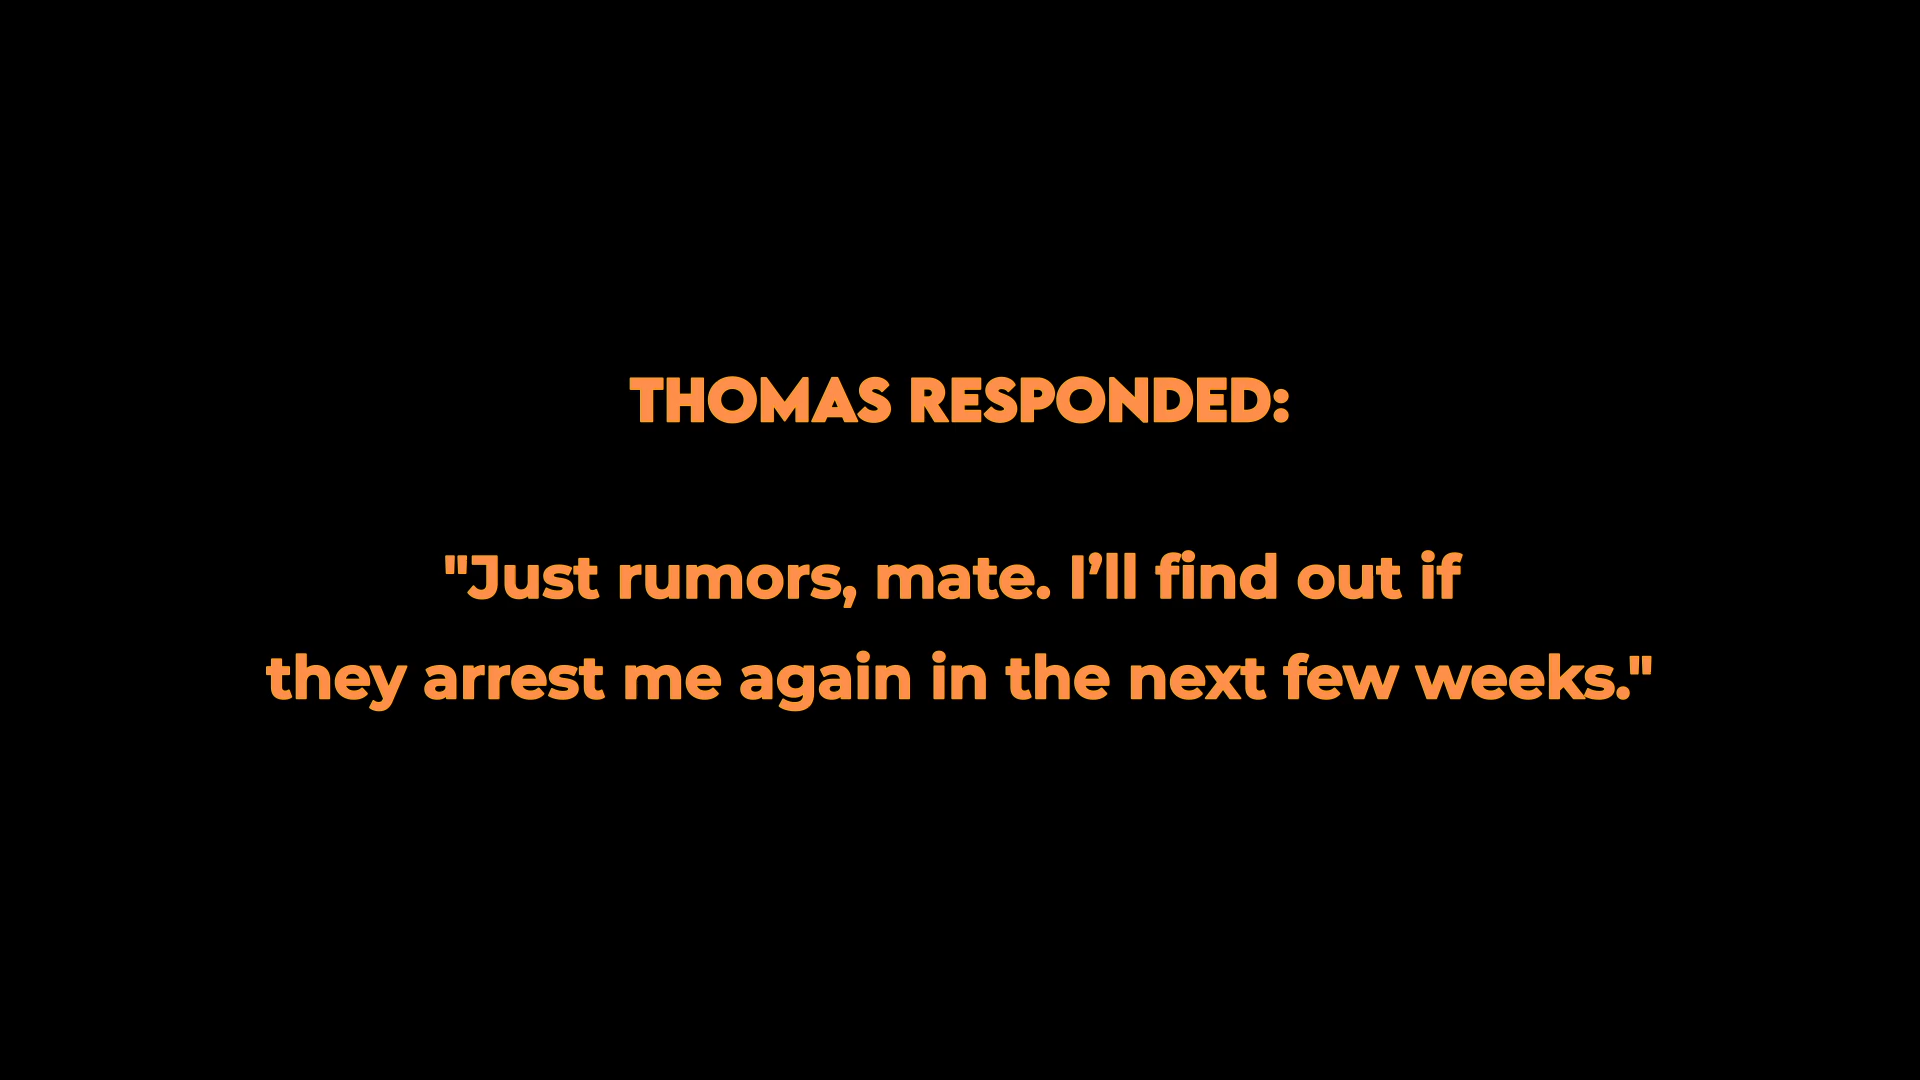 THOMAS RESPONDED:
"Just rumors, mate. I’ll find out if
they arrest me again in the next few weeks."